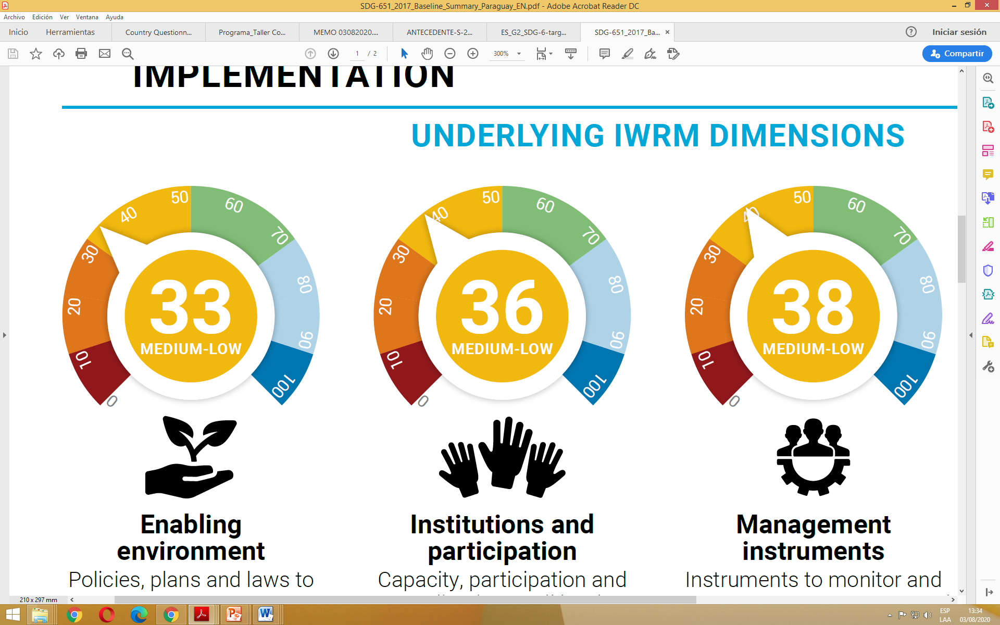 SDG-651_2017_Baseline_Summary_Paraguay_EN.pdf - Adobe Acrobat Reader DC
Archivo Edición Ver Ventana Ayuda
Inicio Herramientas Country Questionn... Programa_Taller Co... MEMO 03082020.... ANTECEDENTE-S-2... ES_G2_SDG-6-targ... SDG-651_2017_Ba... × Iniciar sesión
1 / 2 300% Compartir
IMPLEMENTATION
UNDERLYING IWRM DIMENSIONS
0 10 20 30 40 50 60 70 80 90 100
33
MEDIUM-LOW
0 10 20 30 40 50 60 70 80 90 100
36
MEDIUM-LOW
0 10 20 30 40 50 60 70 80 90 100
38
MEDIUM-LOW
Enabling
environment
Policies, plans and laws to
Institutions and
participation
Capacity, participation and
Management
instruments
Instruments to monitor and
210 x 297 mm
ESP
LAA
13:34
03/08/2020